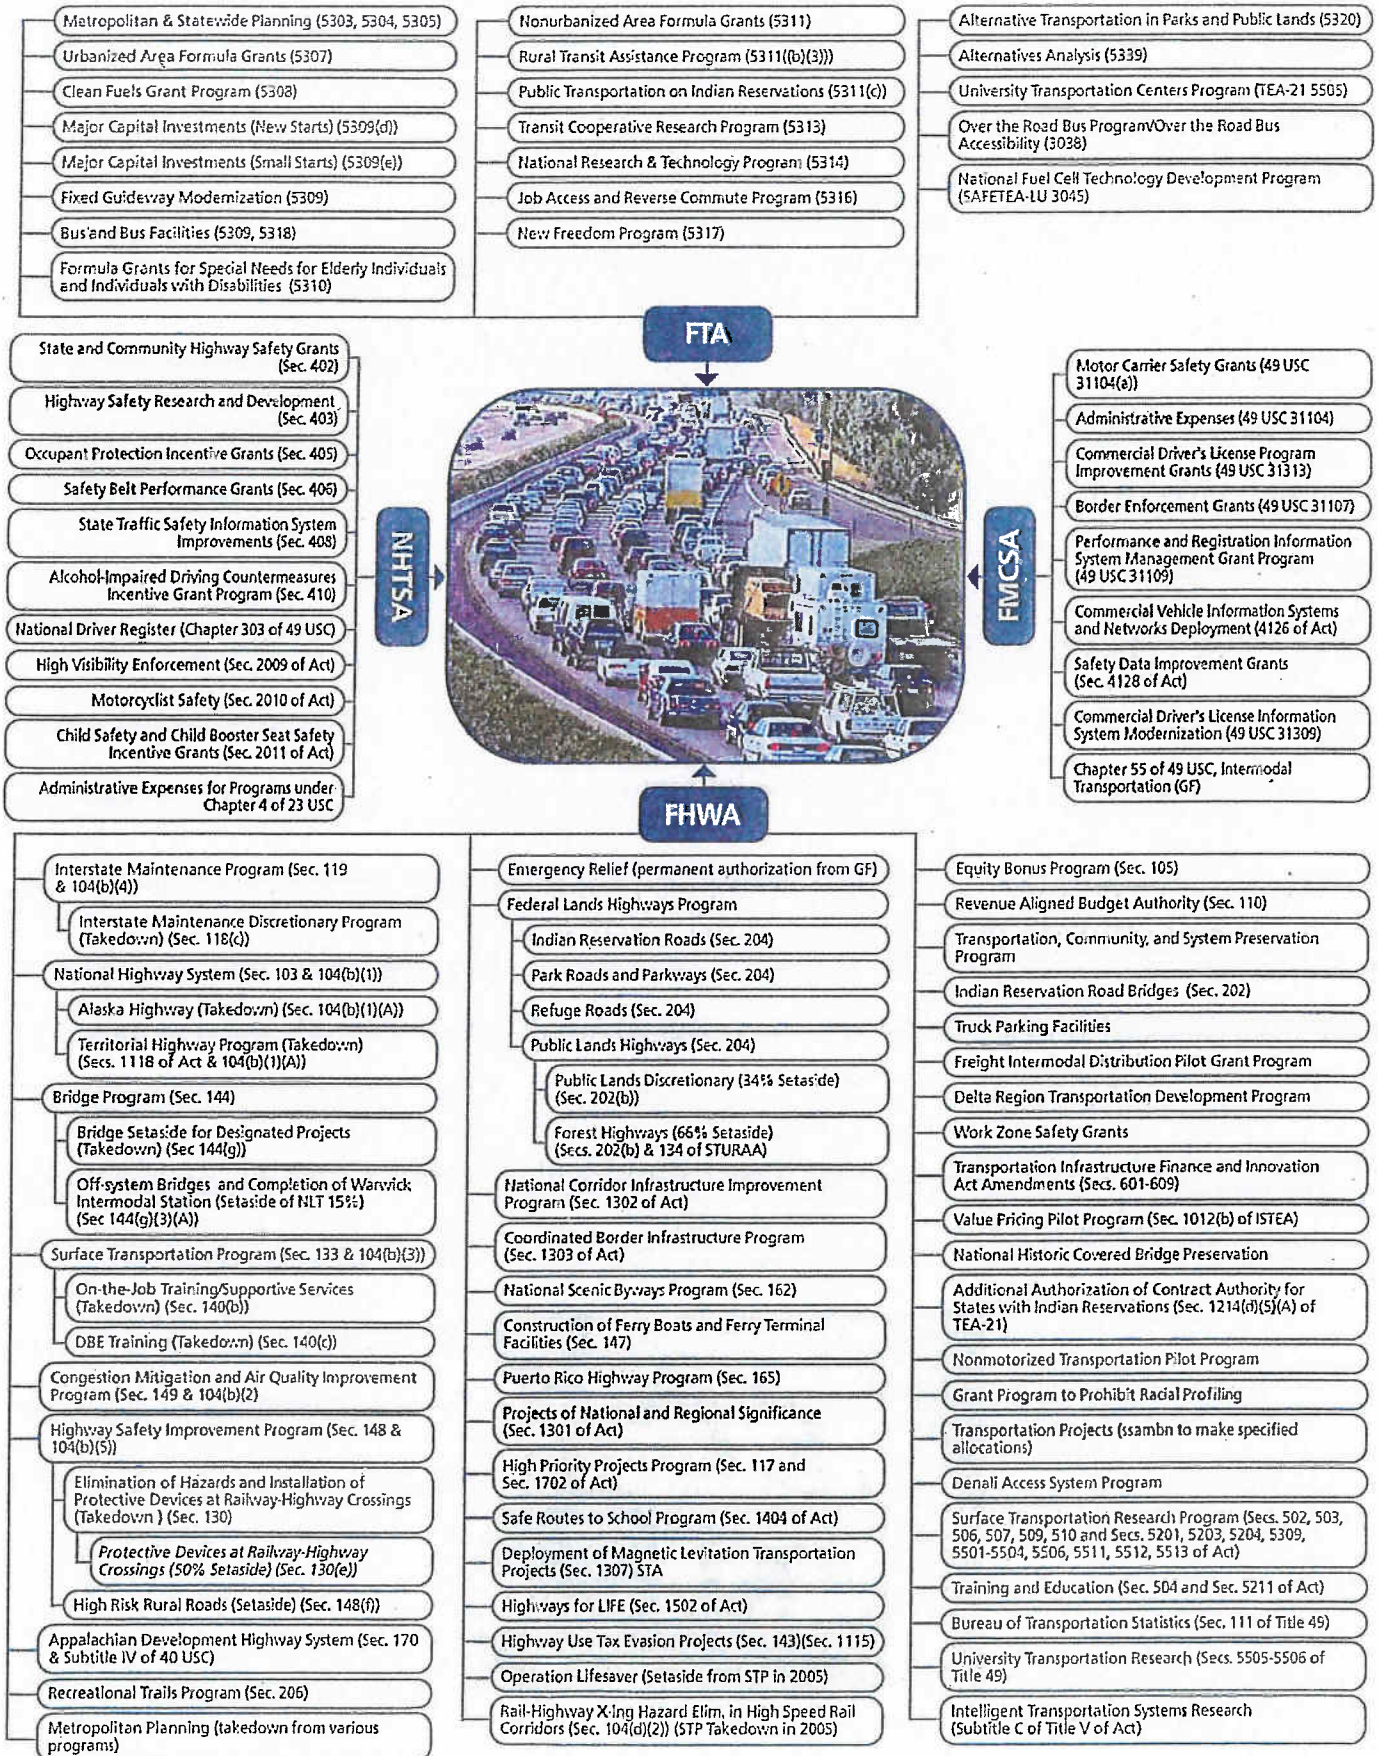 Metropolitan & Statewide Planning (5303, 5304, 5305)
Urbanized Area Formula Grants (5307)
Clean Fuels Grant Program (5308)
Major Capital Investments (New Starts) (5309(d))
Major Capital Investments (Small Starts) (5309(e))
Fixed Guideway Modernization (5309)
Bus and Bus Facilities (5309, 5318)
Formula Grants for Special Needs for Elderly Individuals
and Individuals with Disabilities (5310)
Nonurbanized Area Formula Grants (5311)
Rural Transit Assistance Program (5311((b)(3)))
Public Transportation on Indian Reservations (5311(c))
Transit Cooperative Research Program (5313)
National Research & Technology Program (5314)
Job Access and Reverse Commute Program (5316)
New Freedom Program (5317)
Alternative Transportation in Parks and Public Lands (5320)
Alternatives Analysis (5339)
University Transportation Centers Program (TEA-21 5505)
Over the Road Bus Program/Over the Road Bus
Accessibility (3038)
National Fuel Cell Technology Development Program
(SAFETEA-LU 3045)
FTA
State and Community Highway Safety Grants
(Sec. 402)
Highway Safety Research and Development
(Sec. 403)
Occupant Protection Incentive Grants (Sec. 405)
Safety Belt Performance Grants (Sec. 406)
State Traffic Safety Information System
Improvements (Sec. 408)
Alcohol-Impaired Driving Countermeasures
Incentive Grant Program (Sec. 410)
National Driver Register (Chapter 303 of 49 USC)
High Visibility Enforcement (Sec. 2009 of Act)
Motorcyclist Safety (Sec. 2010 of Act)
Child Safety and Child Booster Seat Safety
Incentive Grants (Sec. 2011 of Act)
Administrative Expenses for Programs under
Chapter 4 of 23 USC
NHTSA
FMCSA
Motor Carrier Safety Grants (49 USC
31104(a))
Administrative Expenses (49 USC 31104)
Commercial Driver's License Program
Improvement Grants (49 USC 31313)
Border Enforcement Grants (49 USC 31107)
Performance and Registration Information
System Management Grant Program
(49 USC 31109)
Commercial Vehicle Information Systems
and Networks Deployment (4126 of Act)
Safety Data Improvement Grants
(Sec. 4128 of Act)
Commercial Driver's License Information
System Modernization (49 USC 31309)
Chapter 55 of 49 USC, Intermodal
Transportation (GF)
FHWA
Interstate Maintenance Program (Sec. 119
& 104(b)(4))
Interstate Maintenance Discretionary Program
(Takedown) (Sec. 118(c))
National Highway System (Sec. 103 & 104(b)(1))
Alaska Highway (Takedown) (Sec. 104(b)(1)(A))
Territorial Highway Program (Takedown)
(Secs. 1118 of Act & 104(b)(1)(A))
Bridge Program (Sec. 144)
Bridge Setaside for Designated Projects
(Takedown) (Sec 144(g))
Off-system Bridges and Completion of Warwick
Intermodal Station (Setaside of NLT 15%)
(Sec 144(g)(3)(A))
Surface Transportation Program (Sec. 133 & 104(b)(3))
On-the-Job Training/Supportive Services
(Takedown) (Sec. 140(b))
DBE Training (Takedown) (Sec. 140(c))
Congestion Mitigation and Air Quality Improvement
Program (Sec. 149 & 104(b)(2)
Highway Safety Improvement Program (Sec. 148 &
104(b)(5))
Elimination of Hazards and Installation of
Protective Devices at Railway-Highway Crossings
(Takedown ) (Sec. 130)
Protective Devices at Railway-Highway
Crossings (50% Setaside) (Sec. 130(e))
High Risk Rural Roads (Setaside) (Sec. 148(f))
Appalachian Development Highway System (Sec. 170
& Subtitle IV of 40 USC)
Recreational Trails Program (Sec. 206)
Metropolitan Planning (takedown from various
programs)
Emergency Relief (permanent authorization from GF)
Federal Lands Highways Program
Indian Reservation Roads (Sec. 204)
Park Roads and Parkways (Sec. 204)
Refuge Roads (Sec. 204)
Public Lands Highways (Sec. 204)
Public Lands Discretionary (34% Setaside)
(Sec. 202(b))
Forest Highways (66% Setaside)
(Secs. 202(b) & 134 of STURAA)
National Corridor Infrastructure Improvement
Program (Sec. 1302 of Act)
Coordinated Border Infrastructure Program
(Sec. 1303 of Act)
National Scenic Byways Program (Sec. 162)
Construction of Ferry Boats and Ferry Terminal
Facilities (Sec. 147)
Puerto Rico Highway Program (Sec. 165)
Projects of National and Regional Significance
(Sec. 1301 of Act)
High Priority Projects Program (Sec. 117 and
Sec. 1702 of Act)
Safe Routes to School Program (Sec. 1404 of Act)
Deployment of Magnetic Levitation Transportation
Projects (Sec. 1307) STA
Highways for LIFE (Sec. 1502 of Act)
Highway Use Tax Evasion Projects (Sec. 143)(Sec. 1115)
Operation Lifesaver (Setaside from STP in 2005)
Rail-Highway X-ing Hazard Elim, in High Speed Rail
Corridors (Sec. 104(d)(2)) (STP Takedown in 2005)
Equity Bonus Program (Sec. 105)
Revenue Aligned Budget Authority (Sec. 110)
Transportation, Community, and System Preservation
Program
Indian Reservation Road Bridges (Sec. 202)
Truck Parking Facilities
Freight Intermodal Distribution Pilot Grant Program
Delta Region Transportation Development Program
Work Zone Safety Grants
Transportation Infrastructure Finance and Innovation
Act Amendments (Secs. 601-609)
Value Pricing Pilot Program (Sec. 1012(b) of ISTEA)
National Historic Covered Bridge Preservation
Additional Authorization of Contract Authority for
States with Indian Reservations (Sec. 1214(d)(5)(A) of
TEA-21)
Nonmotorized Transportation Pilot Program
Grant Program to Prohibit Racial Profiling
Transportation Projects (ssambn to make specified
allocations)
Denali Access System Program
Surface Transportation Research Program (Secs. 502, 503,
506, 507, 509, 510 and Secs. 5201, 5203, 5204, 5309,
5501-5504, 5506, 5511, 5512, 5513 of Act)
Training and Education (Sec. 504 and Sec. 5211 of Act)
Bureau of Transportation Statistics (Sec. 111 of Title 49)
University Transportation Research (Secs. 5505-5506 of
Title 49)
Intelligent Transportation Systems Research
(Subtitle C of Title V of Act)